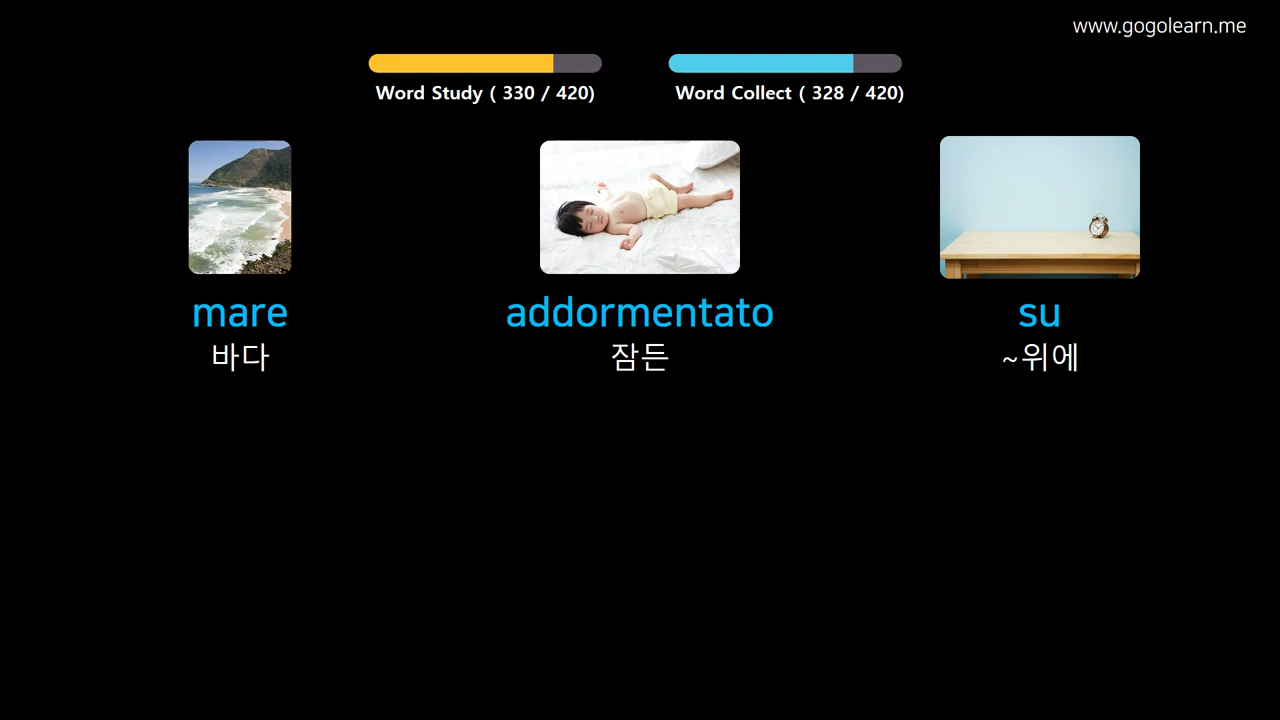 www.gogolearn.me
Word Study ( 330 / 420)
Word Collect ( 328 / 420)
mare
바다
addormentato
잠든
su
~위에